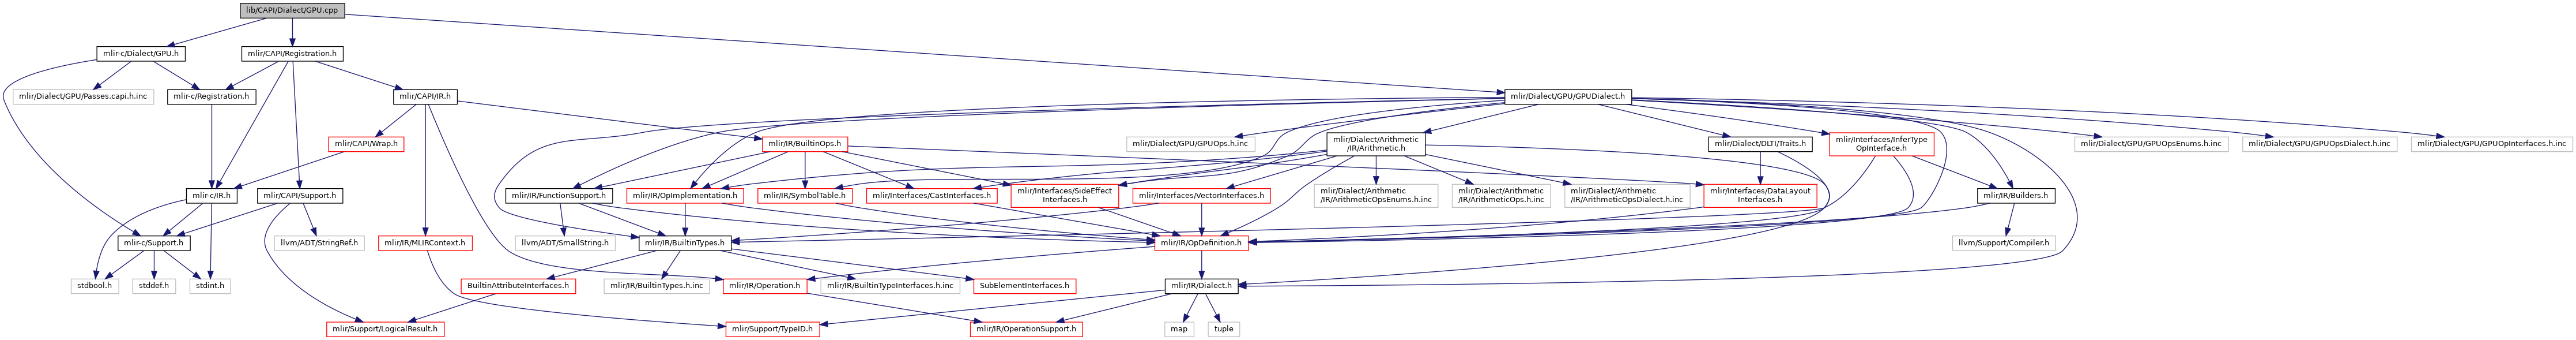 lib/CAPI/Dialect/GPU.cpp
mlir-c/Dialect/GPU.h
mlir/CAPI/Registration.h
mlir/Dialect/GPU/Passes.capi.h.inc
mlir-c/Registration.h
mlir/CAPI/IR.h
mlir/Dialect/GPU/GPUDialect.h
mlir/CAPI/Wrap.h
mlir/IR/BuiltinOps.h
mlir/Dialect/GPU/GPUOps.h.inc
mlir/Dialect/Arithmetic
/IR/Arithmetic.h
mlir/Dialect/DLTI/Traits.h
mlir/Interfaces/InferType
OpInterface.h
mlir/Dialect/GPU/GPUOpsEnums.h.inc
mlir/Dialect/GPU/GPUOpsDialect.h.inc
mlir/Dialect/GPU/GPUOpInterfaces.h.inc
mlir-c/IR.h
mlir/CAPI/Support.h
mlir/IR/FunctionSupport.h
mlir/IR/OpImplementation.h
mlir/IR/SymbolTable.h
mlir/Interfaces/CastInterfaces.h
mlir/Interfaces/SideEffect
Interfaces.h
mlir/Interfaces/VectorInterfaces.h
mlir/Dialect/Arithmetic
/IR/ArithmeticOpsEnums.h.inc
mlir/Dialect/Arithmetic
/IR/ArithmeticOps.h.inc
mlir/Dialect/Arithmetic
/IR/ArithmeticOpsDialect.h.inc
mlir/Interfaces/DataLayout
Interfaces.h
mlir/IR/Builders.h
mlir-c/Support.h
llvm/ADT/StringRef.h
mlir/IR/MLIRContext.h
llvm/ADT/SmallString.h
mlir/IR/BuiltinTypes.h
mlir/IR/OpDefinition.h
llvm/Support/Compiler.h
stdbool.h
stddef.h
stdint.h
BuiltinAttributeInterfaces.h
mlir/IR/BuiltinTypes.h.inc
mlir/IR/Operation.h
mlir/IR/BuiltinTypeInterfaces.h.inc
SubElementInterfaces.h
mlir/IR/Dialect.h
mlir/Support/LogicalResult.h
mlir/Support/TypeID.h
mlir/IR/OperationSupport.h
map
tuple